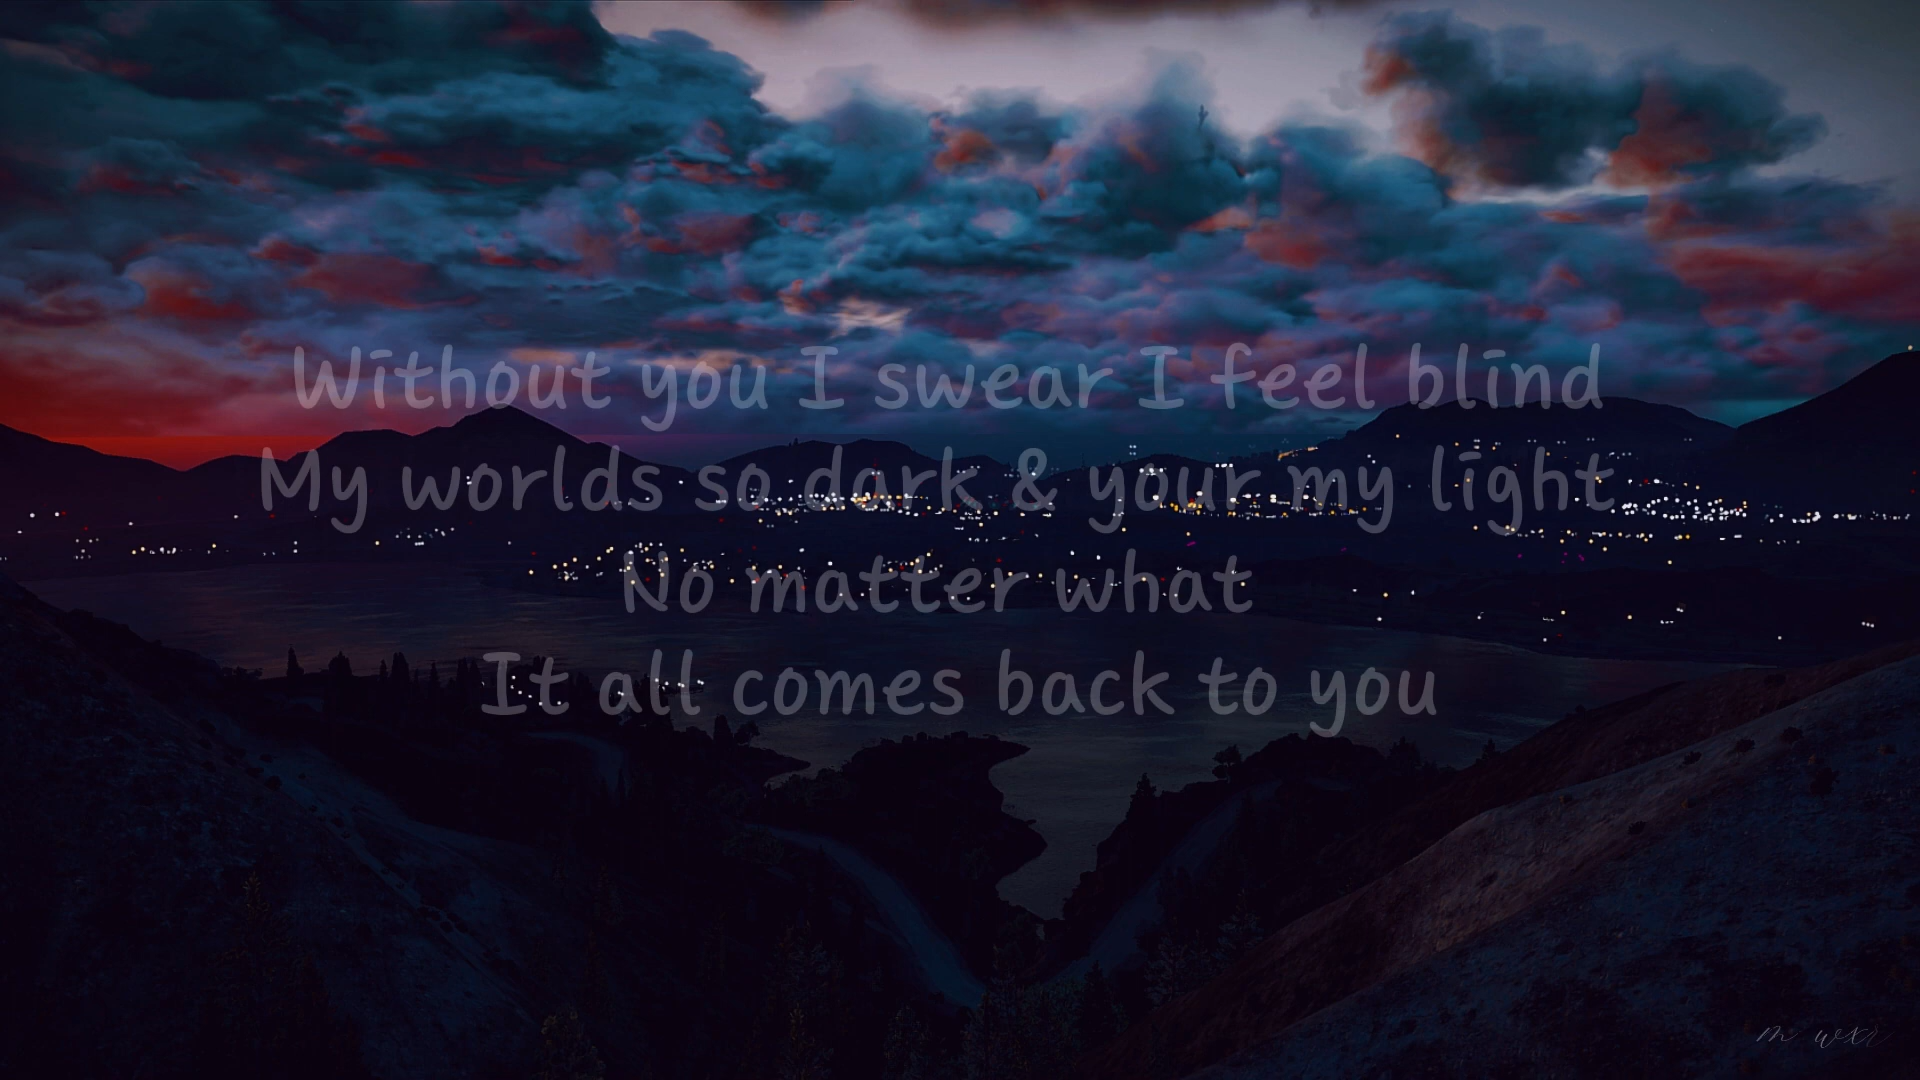 Without you I swear I feel blind
My worlds so dark & your my light
No matter what
It all comes back to you